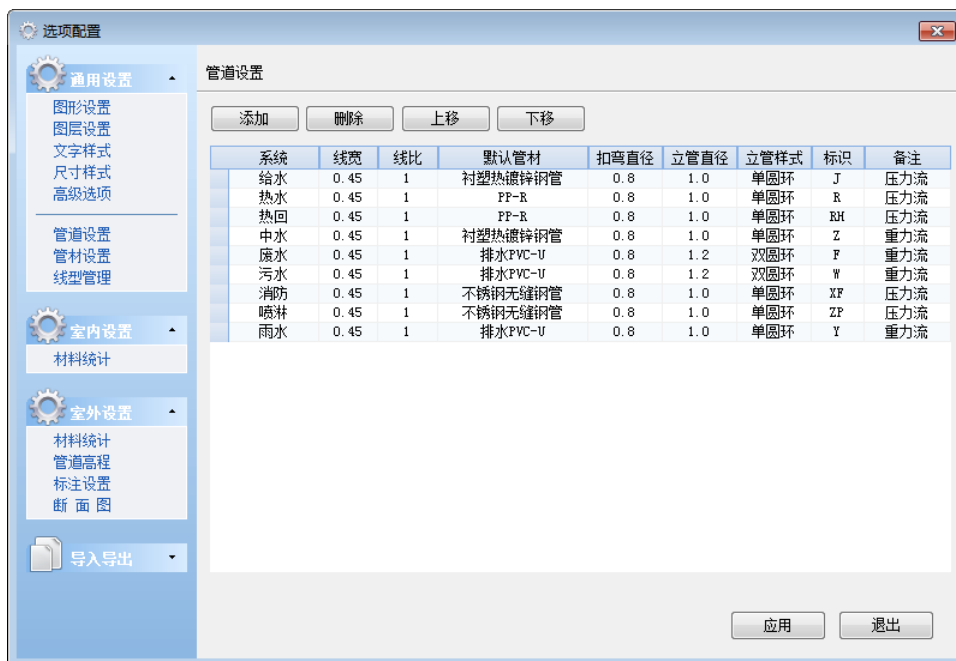 选项配置
通用设置
图形设置
图层设置
文字样式
尺寸样式
高级选项
管道设置
管材设置
线型管理
室内设置
材料统计
室外设置
材料统计
管道高程
标注设置
断 面 图
导入导出
管道设置
添加 删除 上移 下移
系统 线宽 线比 默认管材 扣弯直径 立管直径 立管样式 标识 备注
给水 0.45 1 衬塑热镀锌钢管 0.8 1.0 单圆环 J 压力流
热水 0.45 1 PP-R 0.8 1.0 单圆环 R 压力流
热回 0.45 1 PP-R 0.8 1.0 单圆环 RH 压力流
中水 0.45 1 衬塑热镀锌钢管 0.8 1.0 单圆环 Z 重力流
废水 0.45 1 排水PVC-U 0.8 1.2 双圆环 F 重力流
污水 0.45 1 排水PVC-U 0.8 1.2 双圆环 W 重力流
消防 0.45 1 不锈钢无缝钢管 0.8 1.0 单圆环 XF 压力流
喷淋 0.45 1 不锈钢无缝钢管 0.8 1.0 单圆环 ZP 压力流
雨水 0.45 1 排水PVC-U 0.8 1.0 单圆环 Y 重力流
应用 退出